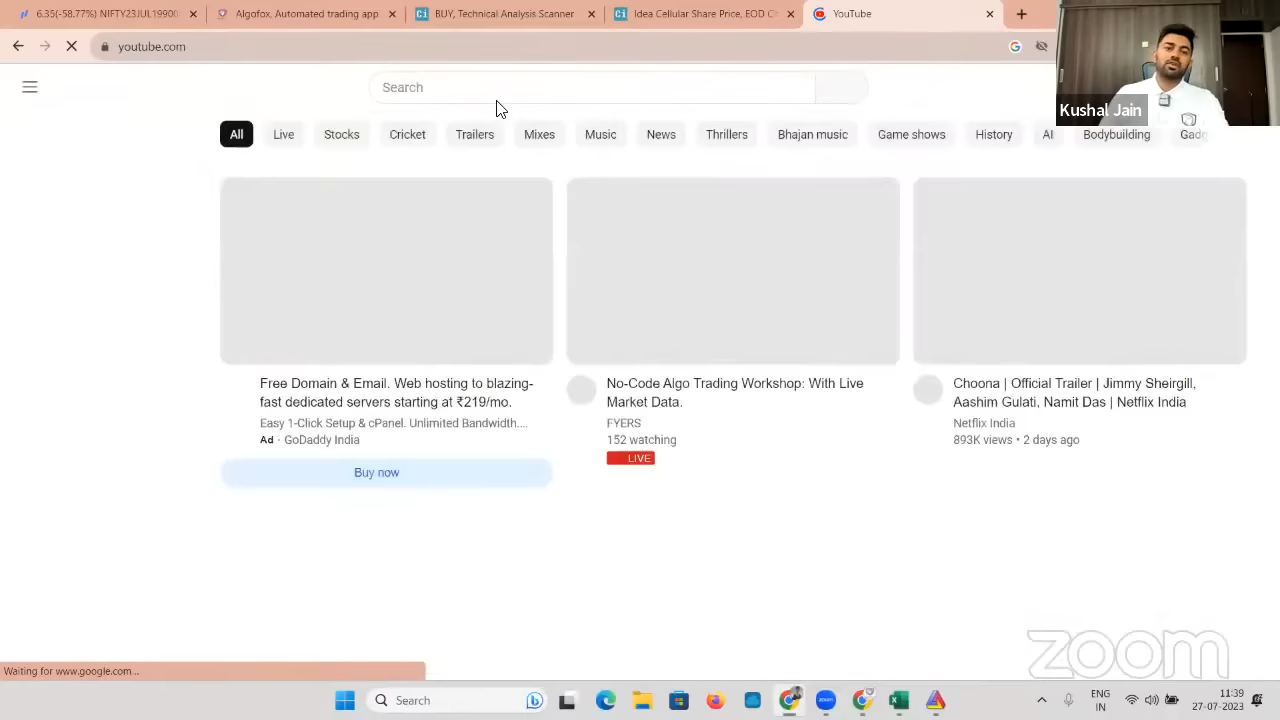 6.35(-58.77%) NIFTY23JUL19900
Algofox, Automated trading app
BUY, Technical Analysis Scanner
Idea Cellular Share Price, EOD C
YouTube
youtube.com
Kushal Jain
Search
All
Live
Stocks
Cricket
Trailers
Mixes
Music
News
Thrillers
Bhajan music
Game shows
History
AI
Bodybuilding
Gadg
Free Domain & Email. Web hosting to blazing-
fast dedicated servers starting at ₹219/mo.
Easy 1-Click Setup & cPanel. Unlimited Bandwidth....
Ad · GoDaddy India
Buy now
No-Code Algo Trading Workshop: With Live
Market Data.
FYERS
152 watching
LIVE
Choona | Official Trailer | Jimmy Sheirgill,
Aashim Gulati, Namit Das | Netflix India
Netflix India
893K views • 2 days ago
zoom
Waiting for www.google.com...
Search
ENG
IN
11:39
27-07-2023